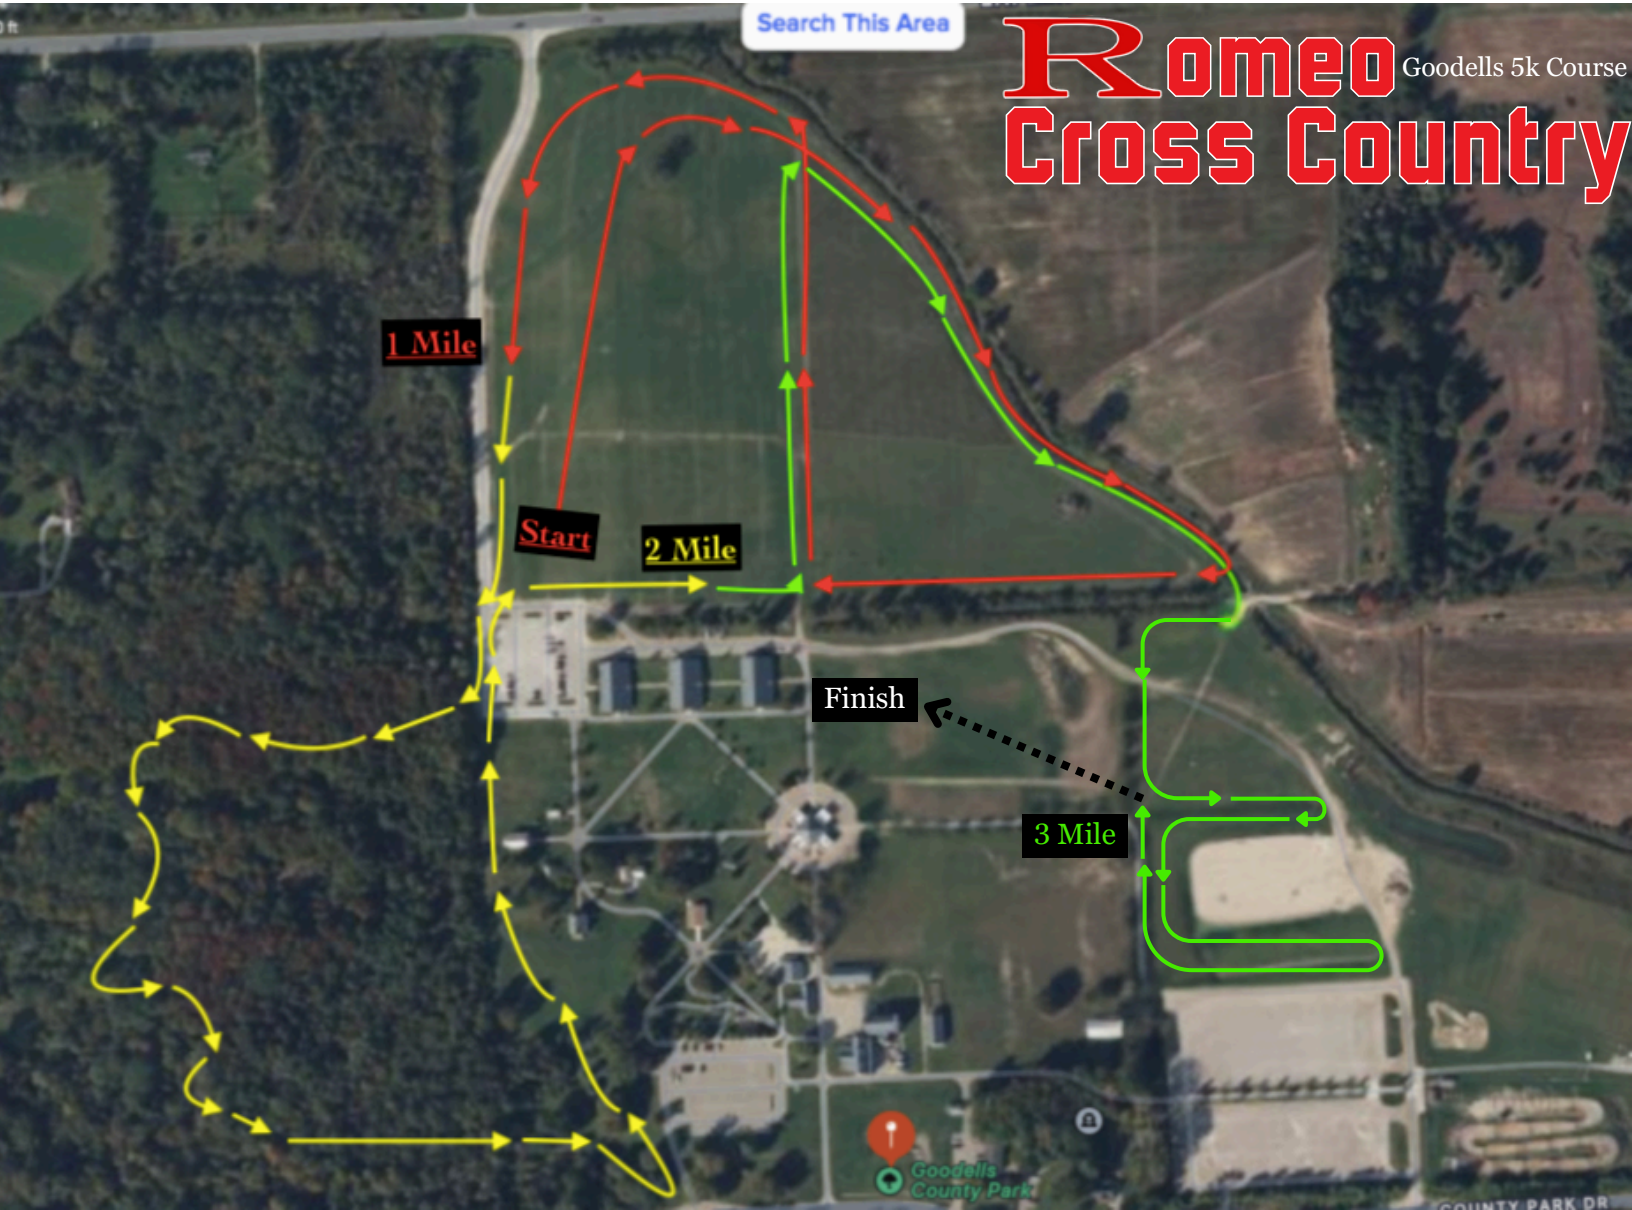 Search This Area
Romeo
Goodells 5k Course
Cross Country
1 Mile
Start
2 Mile
Finish
3 Mile
Goodells
County Park
COUNTY PARK DR